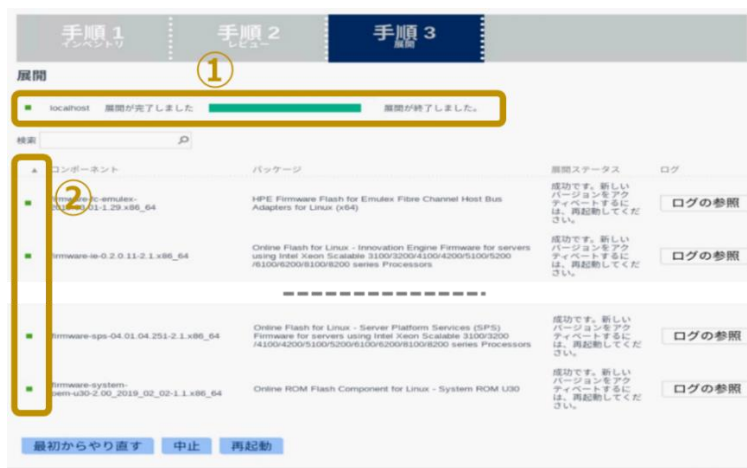 手順 1
インベントリ
手順 2
レビュー
手順 3
展開
①
展開
localhost 展開が完了しました 展開が終了しました。
検索
② コンポーネント パッケージ 展開ステータス ログ
成功です。新しい
バージョンをアク
ティベートするに
は、再起動してくだ
さい。
HPE Firmware Flash for Emulex Fibre Channel Host Bus
Adapters for Linux (x64)
ログの参照
firmware-ie-0.2.0.11-2.1.x86_64
Online Flash for Linux - Innovation Engine Firmware for servers
using Intel Xeon Scalable 3100/3200/4100/4200/5100/5200
/6100/6200/8100/8200 series Processors
成功です。新しい
バージョンをアク
ティベートするに
は、再起動してくだ
さい。
ログの参照
firmware-sps-04.01.04.251-2.1.x86_64
Online Flash for Linux - Server Platform Services (SPS)
Firmware for servers using Intel Xeon Scalable 3100/3200
/4100/4200/5100/5200/6100/6200/8100/8200 series Processors
成功です。新しい
バージョンをアク
ティベートするに
は、再起動してくだ
さい。
ログの参照
firmware-system-
oem-u30-2.00_2019_02_02-1.1.x86_64
Online ROM Flash Component for Linux - System ROM U30
成功です。新しい
バージョンをアク
ティベートするに
は、再起動してくだ
さい。
ログの参照
最初からやり直す 中止 再起動